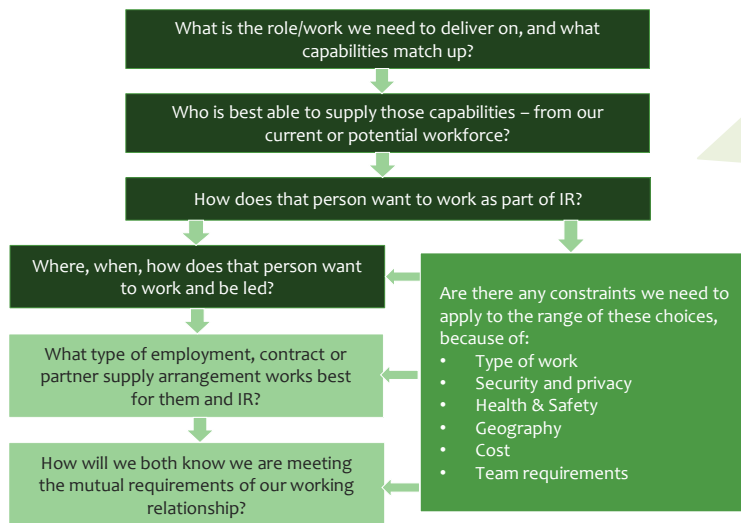 What is the role/work we need to deliver on, and what
capabilities match up?
Who is best able to supply those capabilities – from our
current or potential workforce?
How does that person want to work as part of IR?
Where, when, how does that person want
to work and be led?
What type of employment, contract or
partner supply arrangement works best
for them and IR?
How will we both know we are meeting
the mutual requirements of our working
relationship?
Are there any constraints we need to
apply to the range of these choices,
because of:
• Type of work
• Security and privacy
• Health & Safety
• Geography
• Cost
• Team requirements